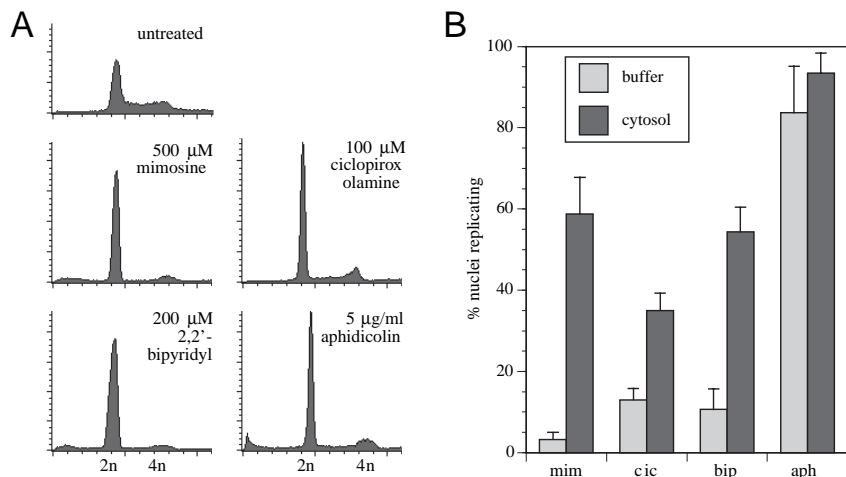 A
untreated
500 µM
mimosine
100 µM
ciclopirox
olamine
200 µM
2,2'-
bipyridyl
5 µg/ml
aphidicolin
2n 4n
2n 4n
B
100
80
60
40
20
0
% nuclei replicating
buffer
cytosol
mim cic bip aph